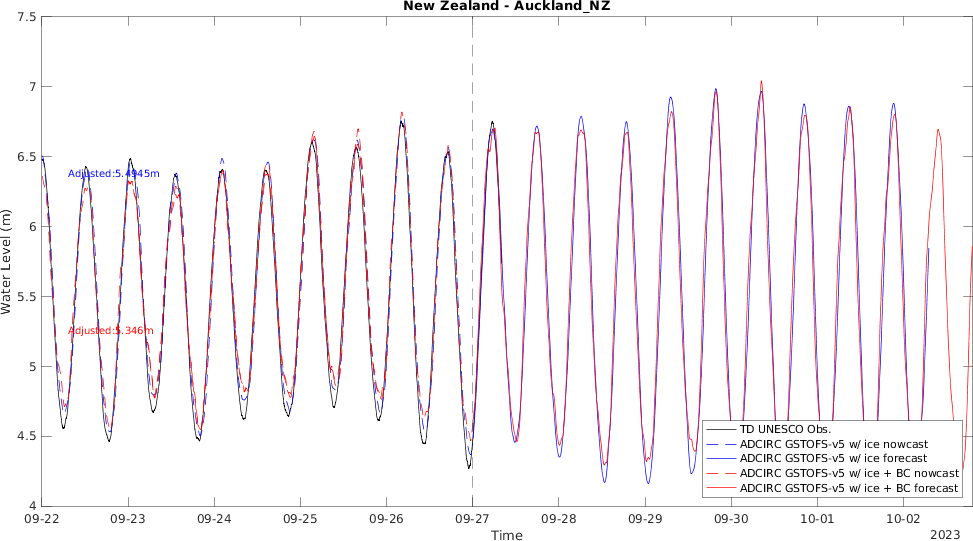 New Zealand - Auckland_NZ
Water Level (m)
7.5
7
6.5
6
5.5
5
4.5
4
Adjusted:5.4945m
Adjusted:5.346m
TD UNESCO Obs.
ADCIRC GSTOFS-v5 w/ ice nowcast
ADCIRC GSTOFS-v5 w/ ice forecast
ADCIRC GSTOFS-v5 w/ ice + BC nowcast
ADCIRC GSTOFS-v5 w/ ice + BC forecast
09-22 09-23 09-24 09-25 09-26 09-27 09-28 09-29 09-30 10-01 10-02
Time
2023